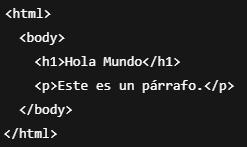 <html>
  <body>
    <h1>Hola Mundo</h1>
    <p>Este es un párrafo.</p>
  </body>
</html>